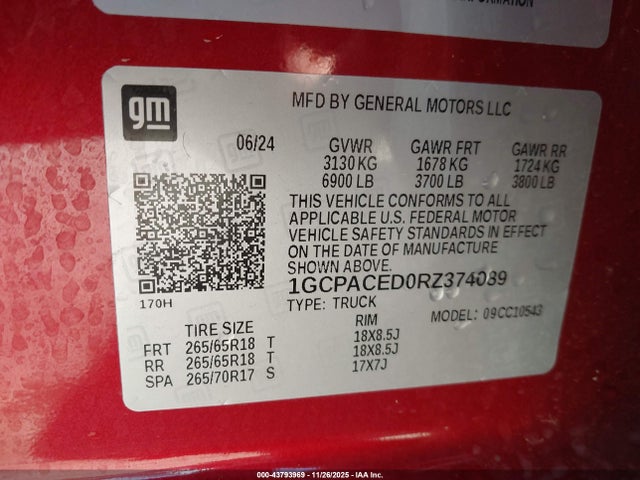 INFORMATION
gm
MFD BY GENERAL MOTORS LLC
06/24 GVWR GAWR FRT GAWR RR
3130 KG 1678 KG 1724 KG
6900 LB 3700 LB 3800 LB
THIS VEHICLE CONFORMS TO ALL
APPLICABLE U.S. FEDERAL MOTOR
VEHICLE SAFETY STANDARDS IN EFFECT
ON THE DATE OF MANUFACTURE
SHOWN ABOVE.
1GCPACED0RZ374089
170H
TYPE: TRUCK MODEL: 09CC10543
TIRE SIZE RIM
FRT 265/65R18 T 18X8.5J
RR 265/65R18 T 18X8.5J
SPA 265/70R17 S 17X7J
000-43793969 - 11/26/2025 - IAA Inc.